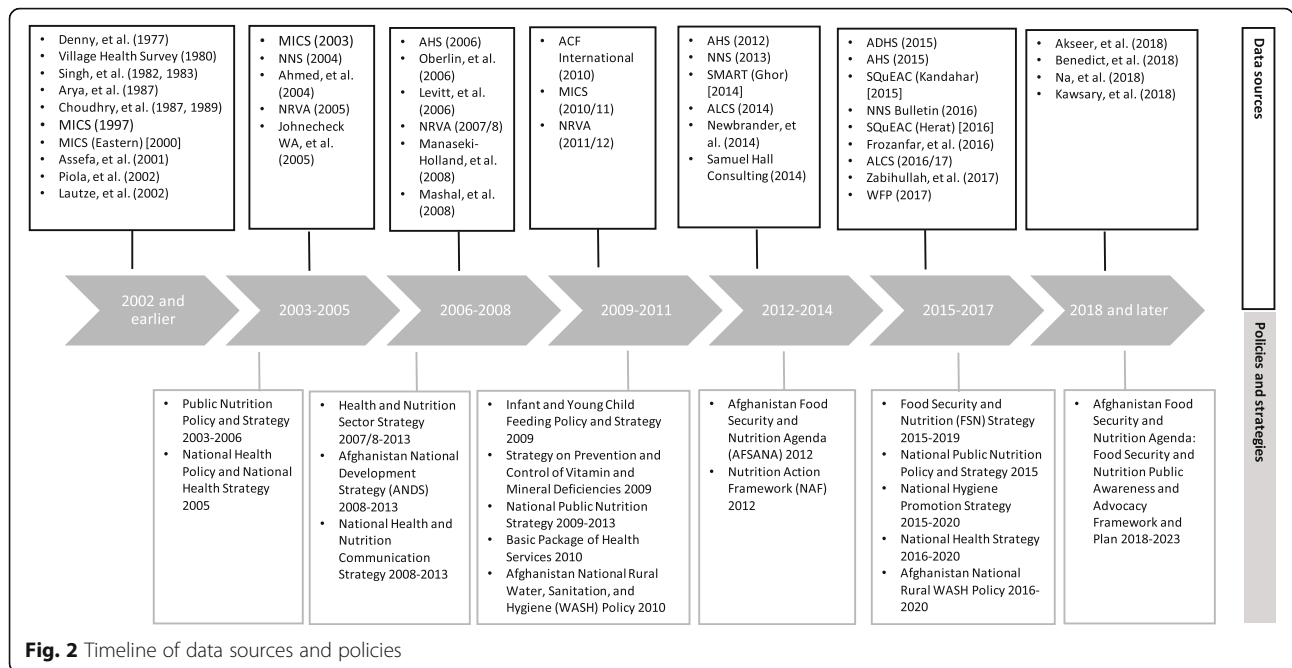 • Denny, et al. (1977)
• Village Health Survey (1980)
• Singh, et al. (1982, 1983)
• Arya, et al. (1987)
• Choudhry, et al. (1987, 1989)
• MICS (1997)
• MICS (Eastern) [2000]
• Assefa, et al. (2001)
• Piola, et al. (2002)
• Lautze, et al. (2002)
• MICS (2003)
• NNS (2004)
• Ahmed, et al.
(2004)
• NRVA (2005)
• Johnecheck
WA, et al.
(2005)
• AHS (2006)
• Oberlin, et al.
(2006)
• Levitt, et al.
(2006)
• NRVA (2007/8)
• Manaseki-
Holland, et al.
(2008)
• Mashal, et al.
(2008)
• ACF
International
(2010)
• MICS
(2010/11)
• NRVA
(2011/12)
• AHS (2012)
• NNS (2013)
• SMART (Ghor)
[2014]
• ALCS (2014)
• Newbrander, et
al. (2014)
• Samuel Hall
Consulting (2014)
• ADHS (2015)
• AHS (2015)
• SQuEAC (Kandahar)
[2015]
• NNS Bulletin (2016)
• SQuEAC (Herat) [2016]
• Frozanfar, et al. (2016)
• ALCS (2016/17)
• Zabihullah, et al. (2017)
• WFP (2017)
• Akseer, et al. (2018)
• Benedict, et al. (2018)
• Na, et al. (2018)
• Kawsary, et al. (2018)
Data sources
2002 and
earlier
2003-2005
2006-2008
2009-2011
2012-2014
2015-2017
2018 and later
• Public Nutrition
Policy and Strategy
2003-2006
• National Health
Policy and National
Health Strategy
2005
• Health and Nutrition
Sector Strategy
2007/8-2013
• Afghanistan National
Development
Strategy (ANDS)
2008-2013
• National Health and
Nutrition
Communication
Strategy 2008-2013
• Infant and Young Child
Feeding Policy and Strategy
2009
• Strategy on Prevention and
Control of Vitamin and
Mineral Deficiencies 2009
• National Public Nutrition
Strategy 2009-2013
• Basic Package of Health
Services 2010
• Afghanistan National Rural
Water, Sanitation, and
Hygiene (WASH) Policy 2010
• Afghanistan Food
Security and
Nutrition Agenda
(AFSANA) 2012
• Nutrition Action
Framework (NAF)
2012
• Food Security and
Nutrition (FSN) Strategy
2015-2019
• National Public Nutrition
Policy and Strategy 2015
• National Hygiene
Promotion Strategy
2015-2020
• National Health Strategy
2016-2020
• Afghanistan National
Rural WASH Policy 2016-
2020
• Afghanistan Food
Security and
Nutrition Agenda:
Food Security and
Nutrition Public
Awareness and
Advocacy
Framework and
Plan 2018-2023
Policies and strategies
Fig. 2 Timeline of data sources and policies